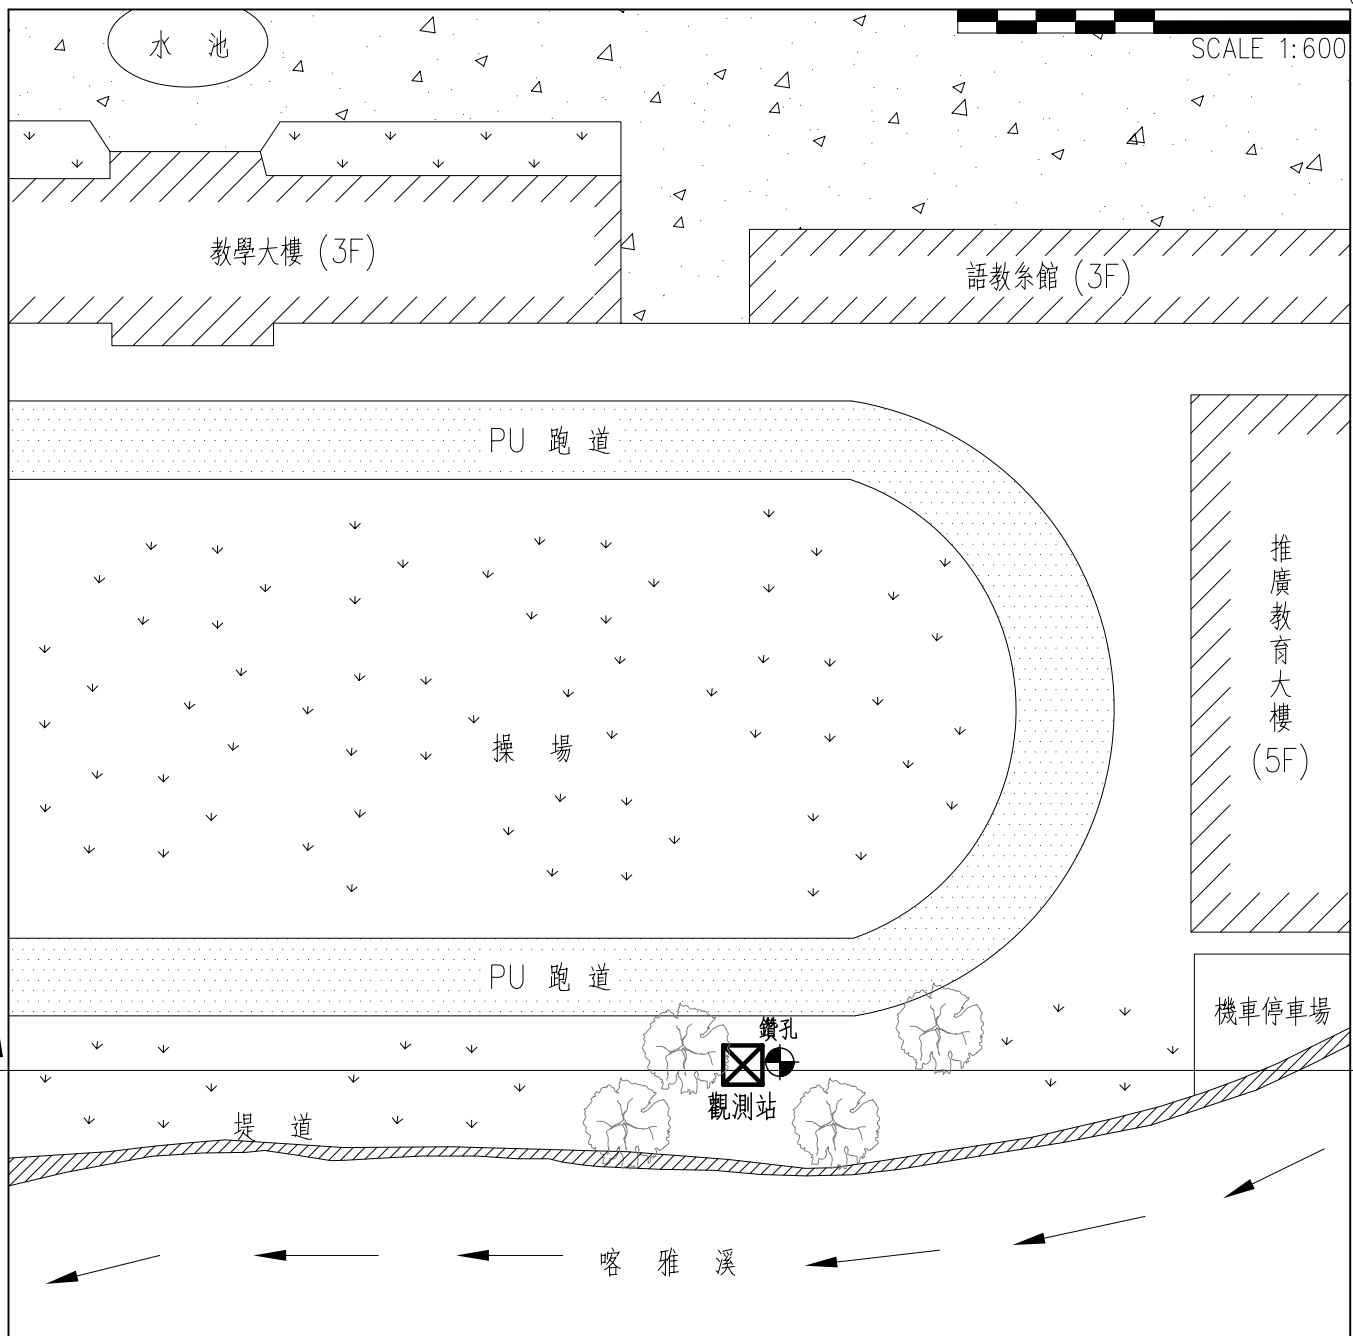 水 池
SCALE 1:600
教學大樓 (3F)
語教系館 (3F)
PU 跑 道
推廣教育大樓
(5F)
操 場
PU 跑 道
機車停車場
鑽孔
觀測站
堤 道
喀 雅 溪